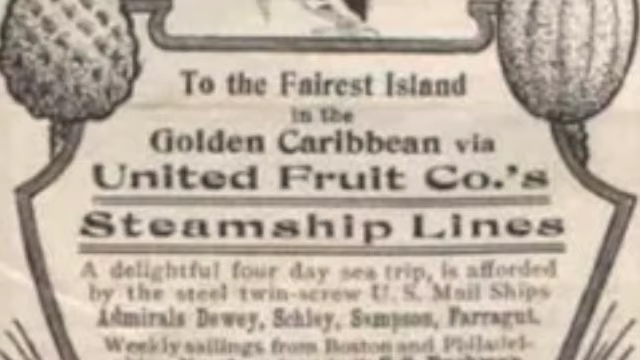 To the Fairest Island
in the
Golden Caribbean via
United Fruit Co.'s
Steamship Lines
A delightful four day sea trip, is afforded
by the steel twin-screw U. S. Mail Ships
Admirals Dewey, Schley, Sampson, Farragut.
Weekly sailings from Boston and Philadel-